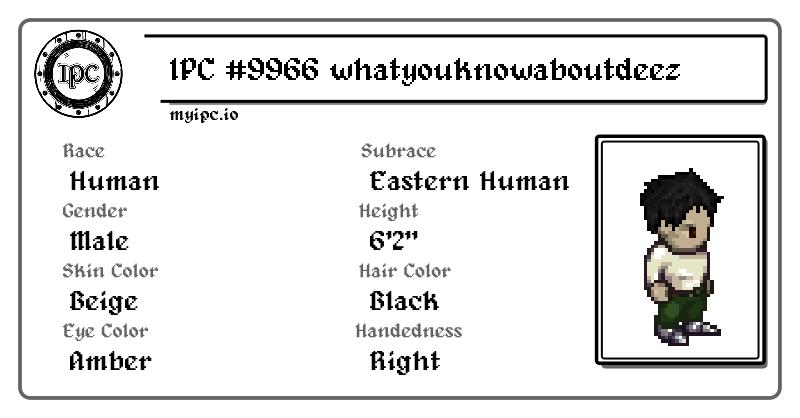 IPC
IPC #9966 whatyouknowaboutdeez
myipc.io
Race
Subrace
Human
Eastern Human
Gender
Height
Male
6'2"
Skin Color
Hair Color
Beige
Black
Eye Color
Handedness
Amber
Right